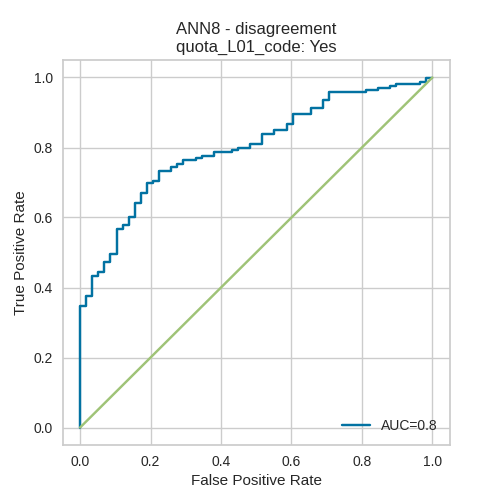 ANN8 - disagreement
quota_L01_code: Yes
True Positive Rate
1.0
0.8
0.6
0.4
0.2
0.0
AUC=0.8
0.0 0.2 0.4 0.6 0.8 1.0
False Positive Rate